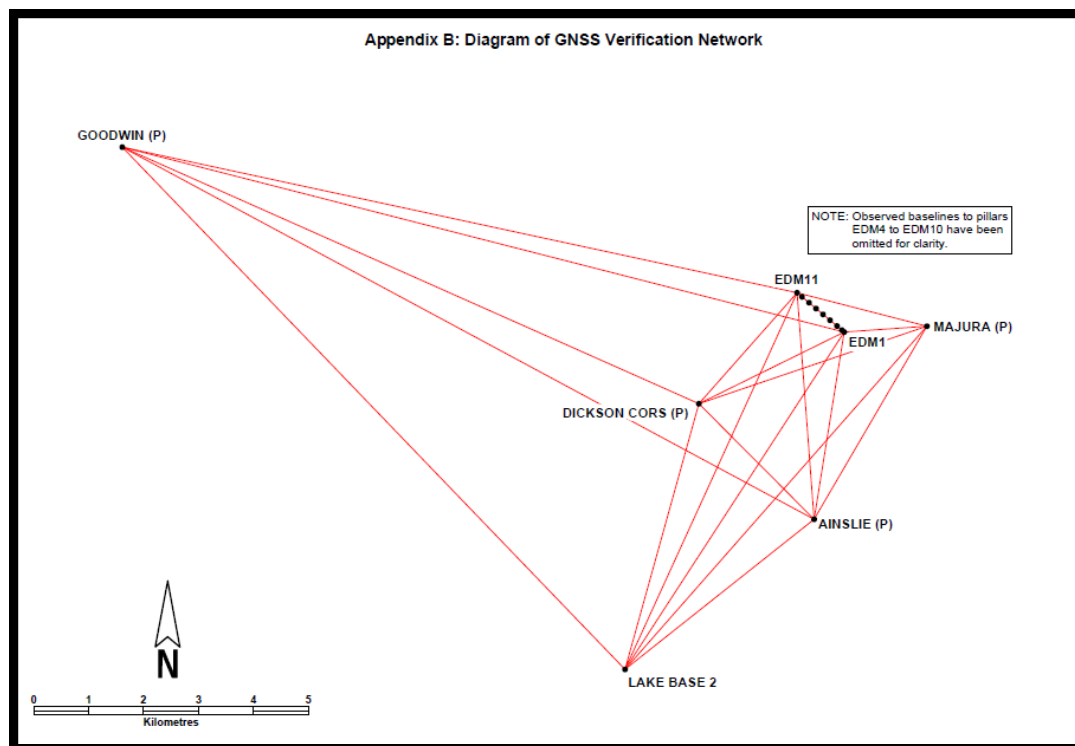 Appendix B: Diagram of GNSS Verification Network
GOODWIN (P)
NOTE: Observed baselines to pillars
EDM4 to EDM10 have been
omitted for clarity.
EDM11
MAJURA (P)
EDM1
DICKSON CORS (P)
AINSLIE (P)
N
LAKE BASE 2
0 1 2 3 4 5
Kilometres